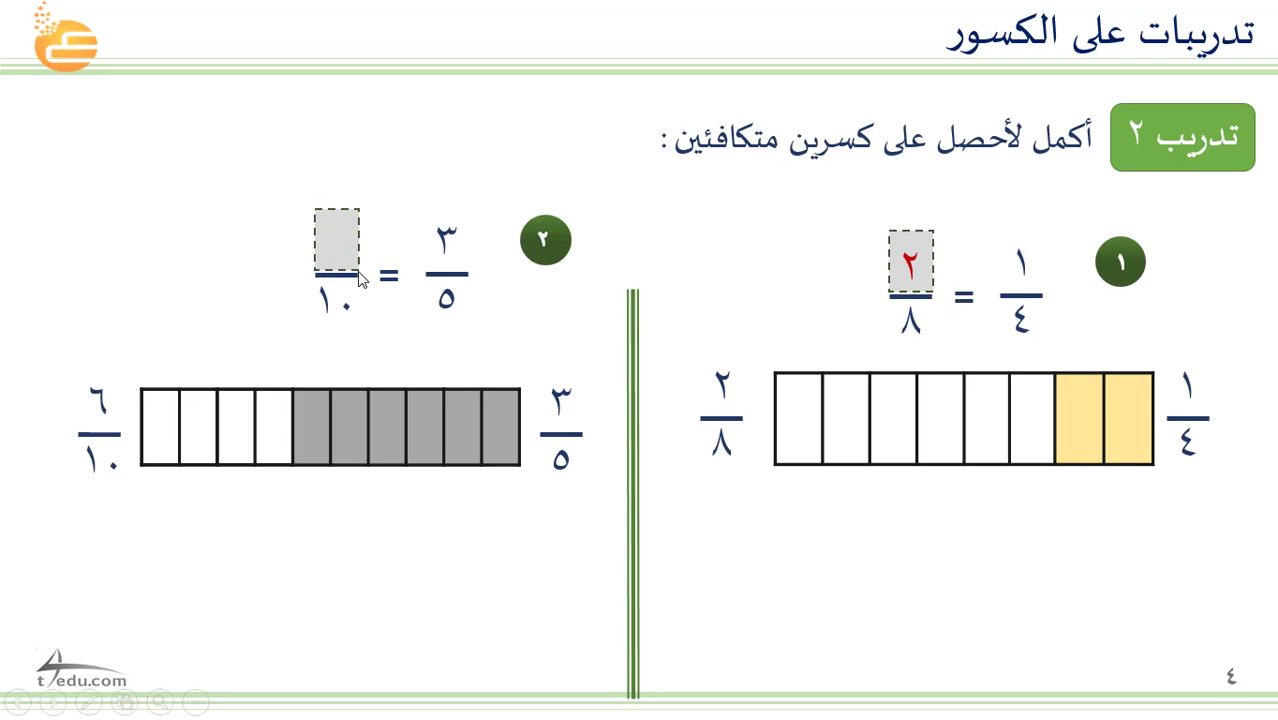 تدريبات على الكسور
تدريب ٢
أكمل لأحصل على كسرين متكافئين :
١
١/٤ = ٢/٨
١/٤
٢/٨
٢
٣/٥ = /١٠
٣/٥
٦/١٠
t4edu.com
٤